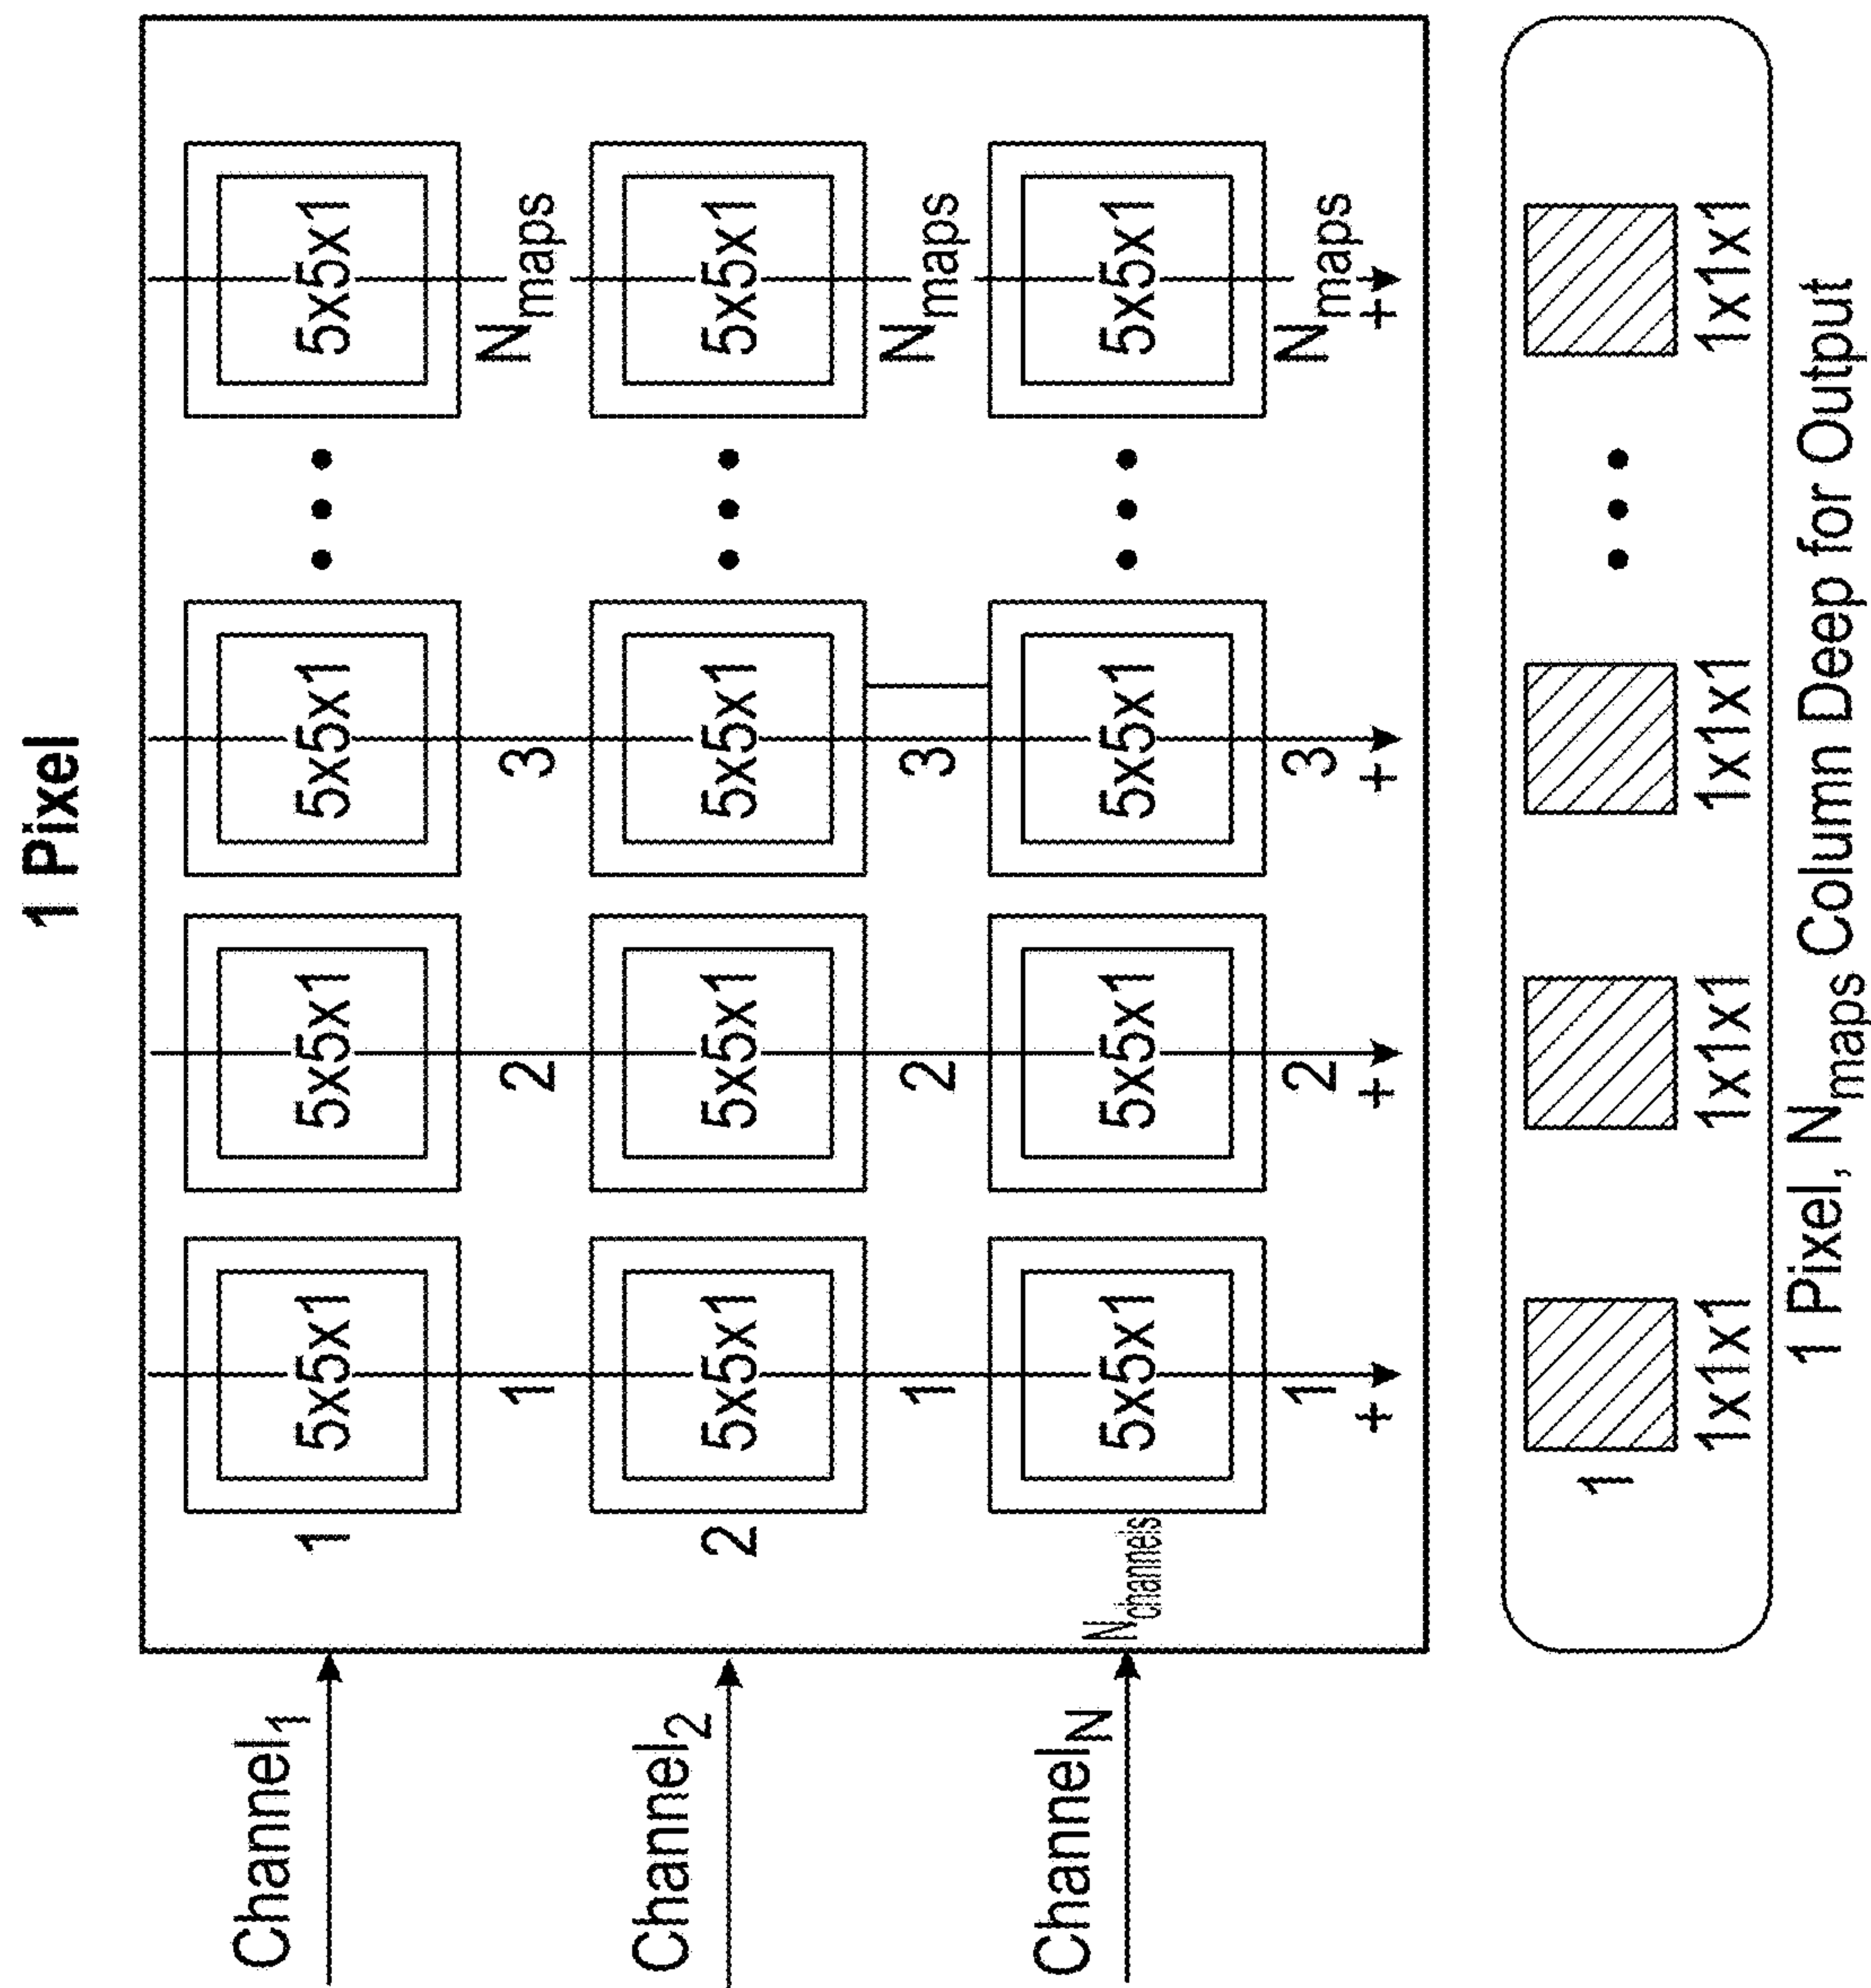 1 Pixel
Channel₁
1 5x5x1 5x5x1 5x5x1 5x5x1
1 2 3 Nmaps
Channel₂
2 5x5x1 5x5x1 5x5x1 5x5x1
1 2 3 Nmaps
Channel_N
Nchannels 5x5x1 5x5x1 5x5x1 5x5x1
1 2 3 Nmaps
+ + + +
1
1x1x1 1x1x1 1x1x1 1x1x1
1 Pixel, Nmaps Column Deep for Output